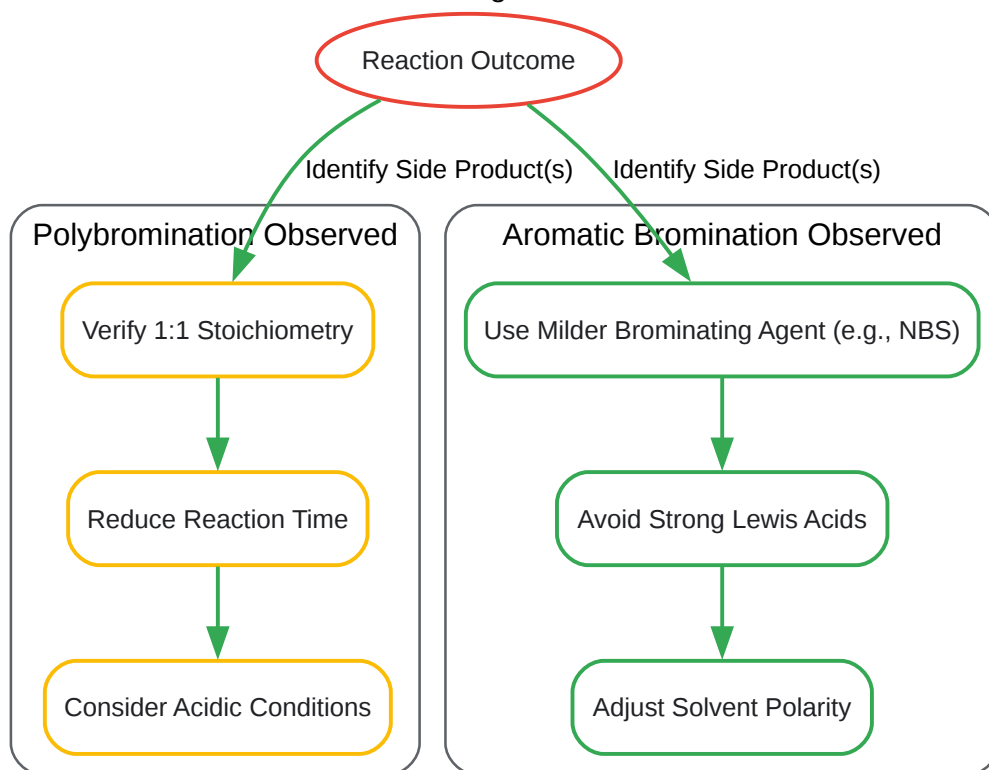 Reaction Outcome
Identify Side Product(s)
Identify Side Product(s)
Polybromination Observed
Verify 1:1 Stoichiometry
Reduce Reaction Time
Consider Acidic Conditions
Aromatic Bromination Observed
Use Milder Brominating Agent (e.g., NBS)
Avoid Strong Lewis Acids
Adjust Solvent Polarity